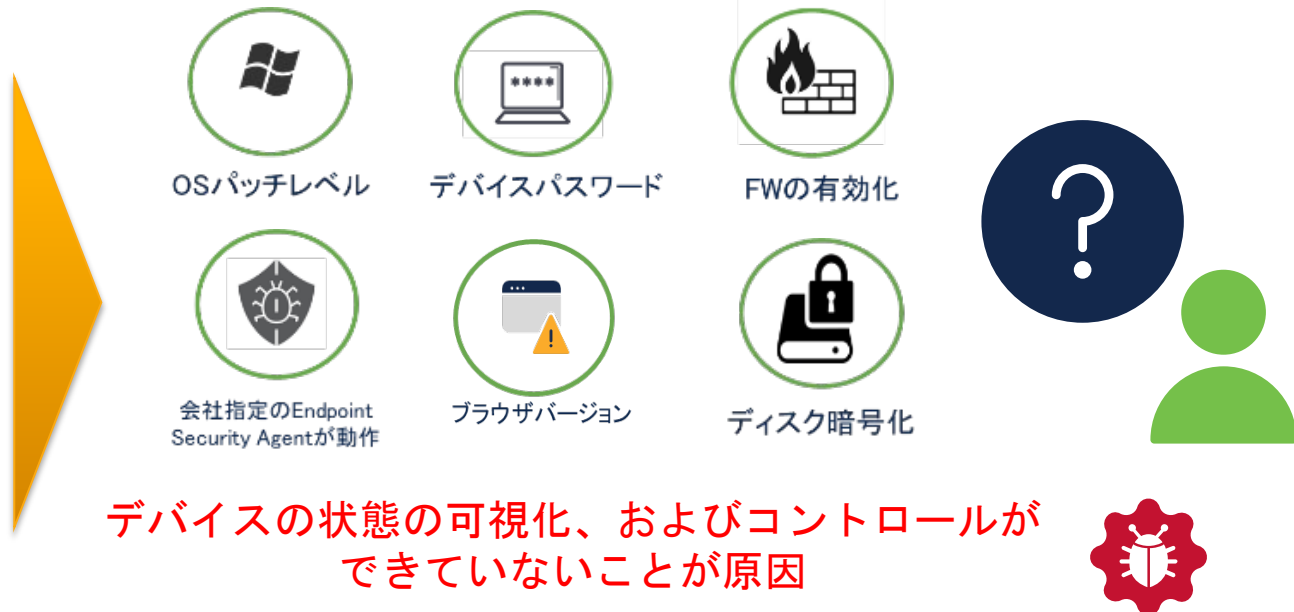 ****
OSパッチレベル
デバイスパスワード
FWの有効化
?
会社指定のEndpoint
Security Agentが動作
ブラウザバージョン
!
ディスク暗号化
デバイスの状態の可視化、およびコントロールが
できていないことが原因